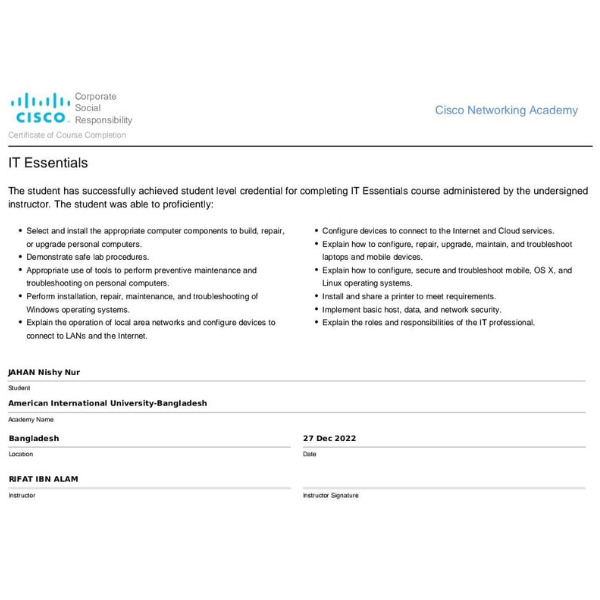 Corporate
Social
CISCO Responsibility
Cisco Networking Academy
Certificate of Course Completion
IT Essentials
The student has successfully achieved student level credential for completing IT Essentials course administered by the undersigned
instructor. The student was able to proficiently:
• Select and install the appropriate computer components to build, repair,
or upgrade personal computers.
• Demonstrate safe lab procedures.
• Appropriate use of tools to perform preventive maintenance and
troubleshooting on personal computers.
• Perform installation, repair, maintenance, and troubleshooting of
Windows operating systems.
• Explain the operation of local area networks and configure devices to
connect to LANs and the Internet.
• Configure devices to connect to the Internet and Cloud services.
• Explain how to configure, repair, upgrade, maintain, and troubleshoot
laptops and mobile devices.
• Explain how to configure, secure and troubleshoot mobile, OS X, and
Linux operating systems.
• Install and share a printer to meet requirements.
• Implement basic host, data, and network security.
• Explain the roles and responsibilities of the IT professional.
JAHAN Nishy Nur
Student
American International University-Bangladesh
Academy Name
Bangladesh
Location
27 Dec 2022
Date
RIFAT IBN ALAM
Instructor
Instructor Signature